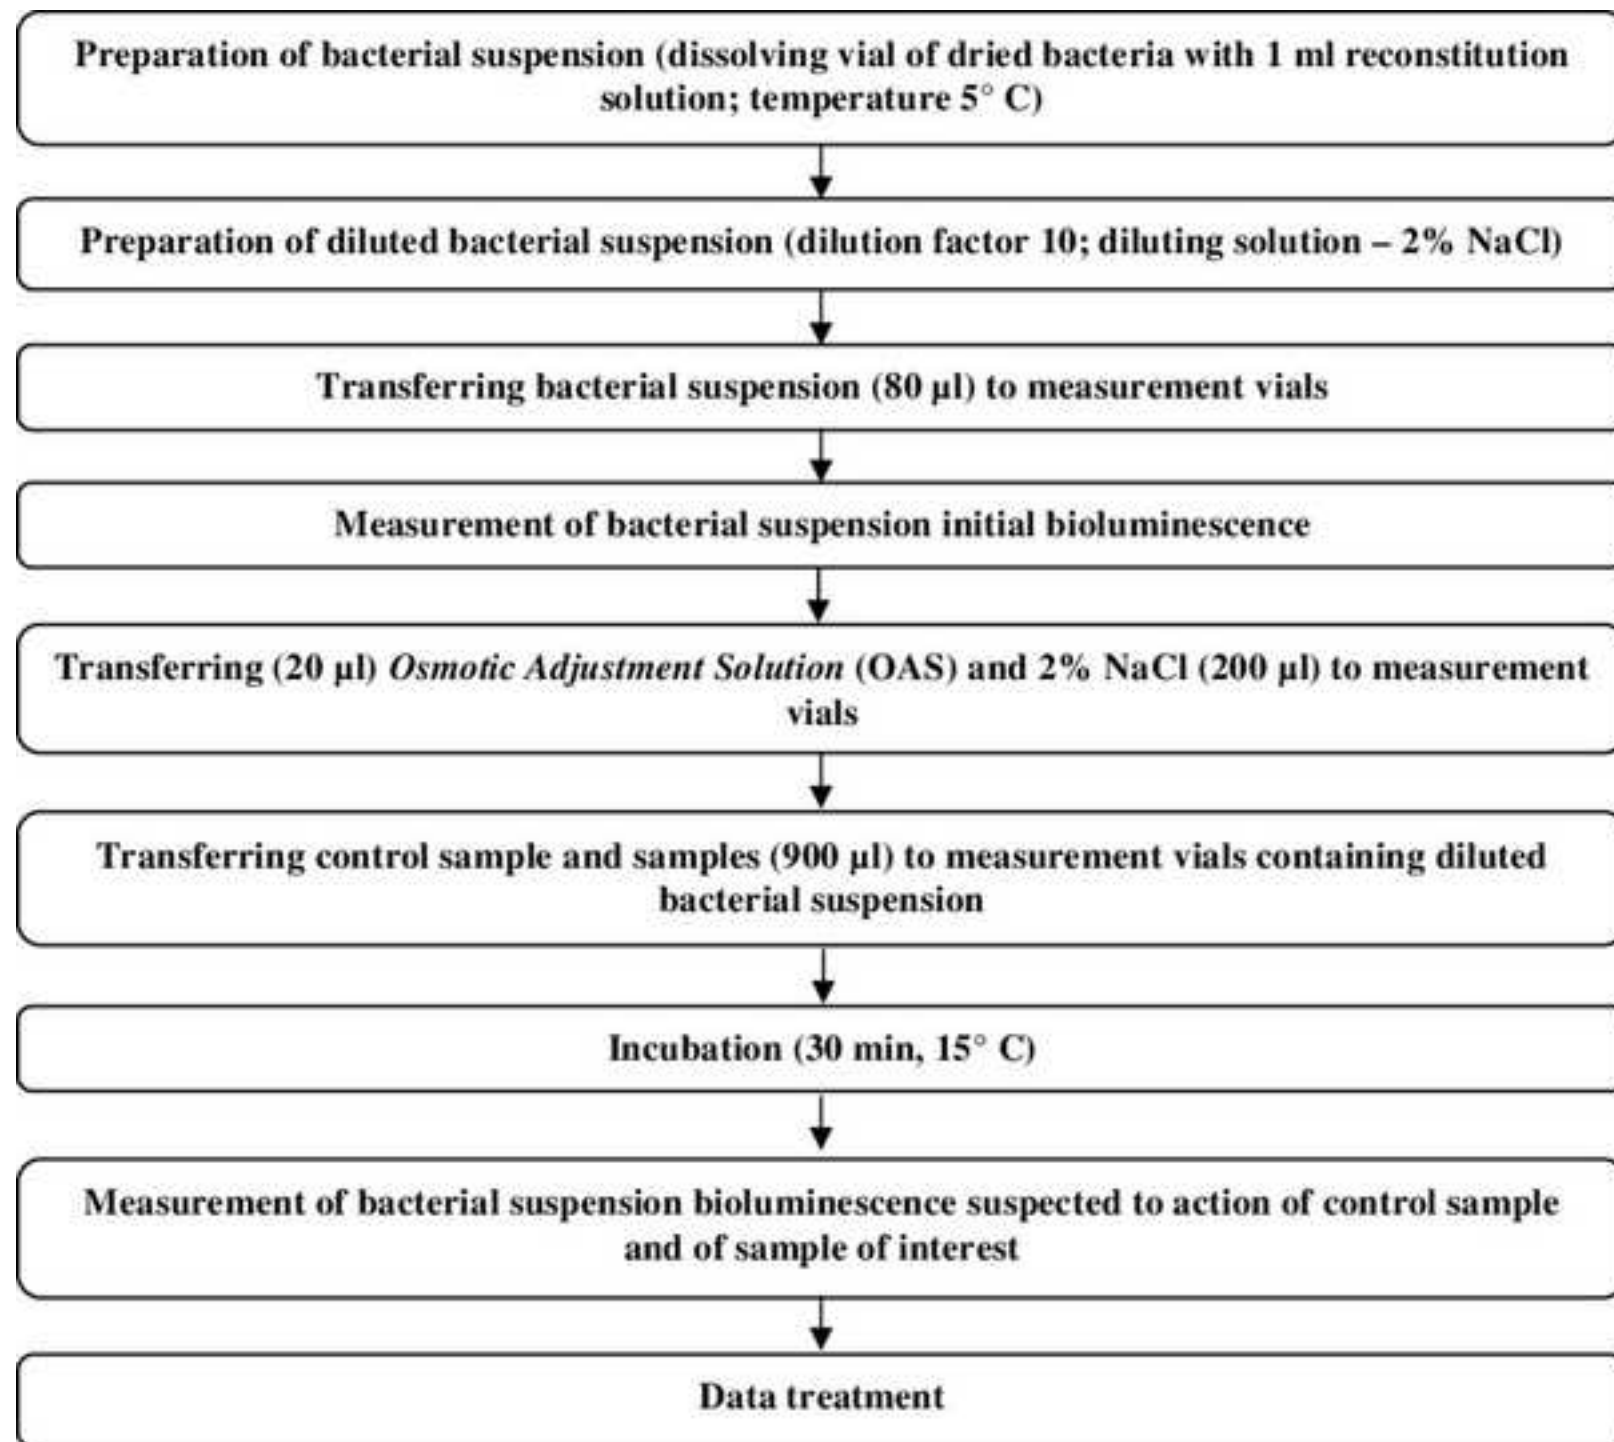 Preparation of bacterial suspension (dissolving vial of dried bacteria with 1 ml reconstitution
solution; temperature 5° C)
Preparation of diluted bacterial suspension (dilution factor 10; diluting solution – 2% NaCl)
Transferring bacterial suspension (80 µl) to measurement vials
Measurement of bacterial suspension initial bioluminescence
Transferring (20 µl) Osmotic Adjustment Solution (OAS) and 2% NaCl (200 µl) to measurement
vials
Transferring control sample and samples (900 µl) to measurement vials containing diluted
bacterial suspension
Incubation (30 min, 15° C)
Measurement of bacterial suspension bioluminescence suspected to action of control sample
and of sample of interest
Data treatment